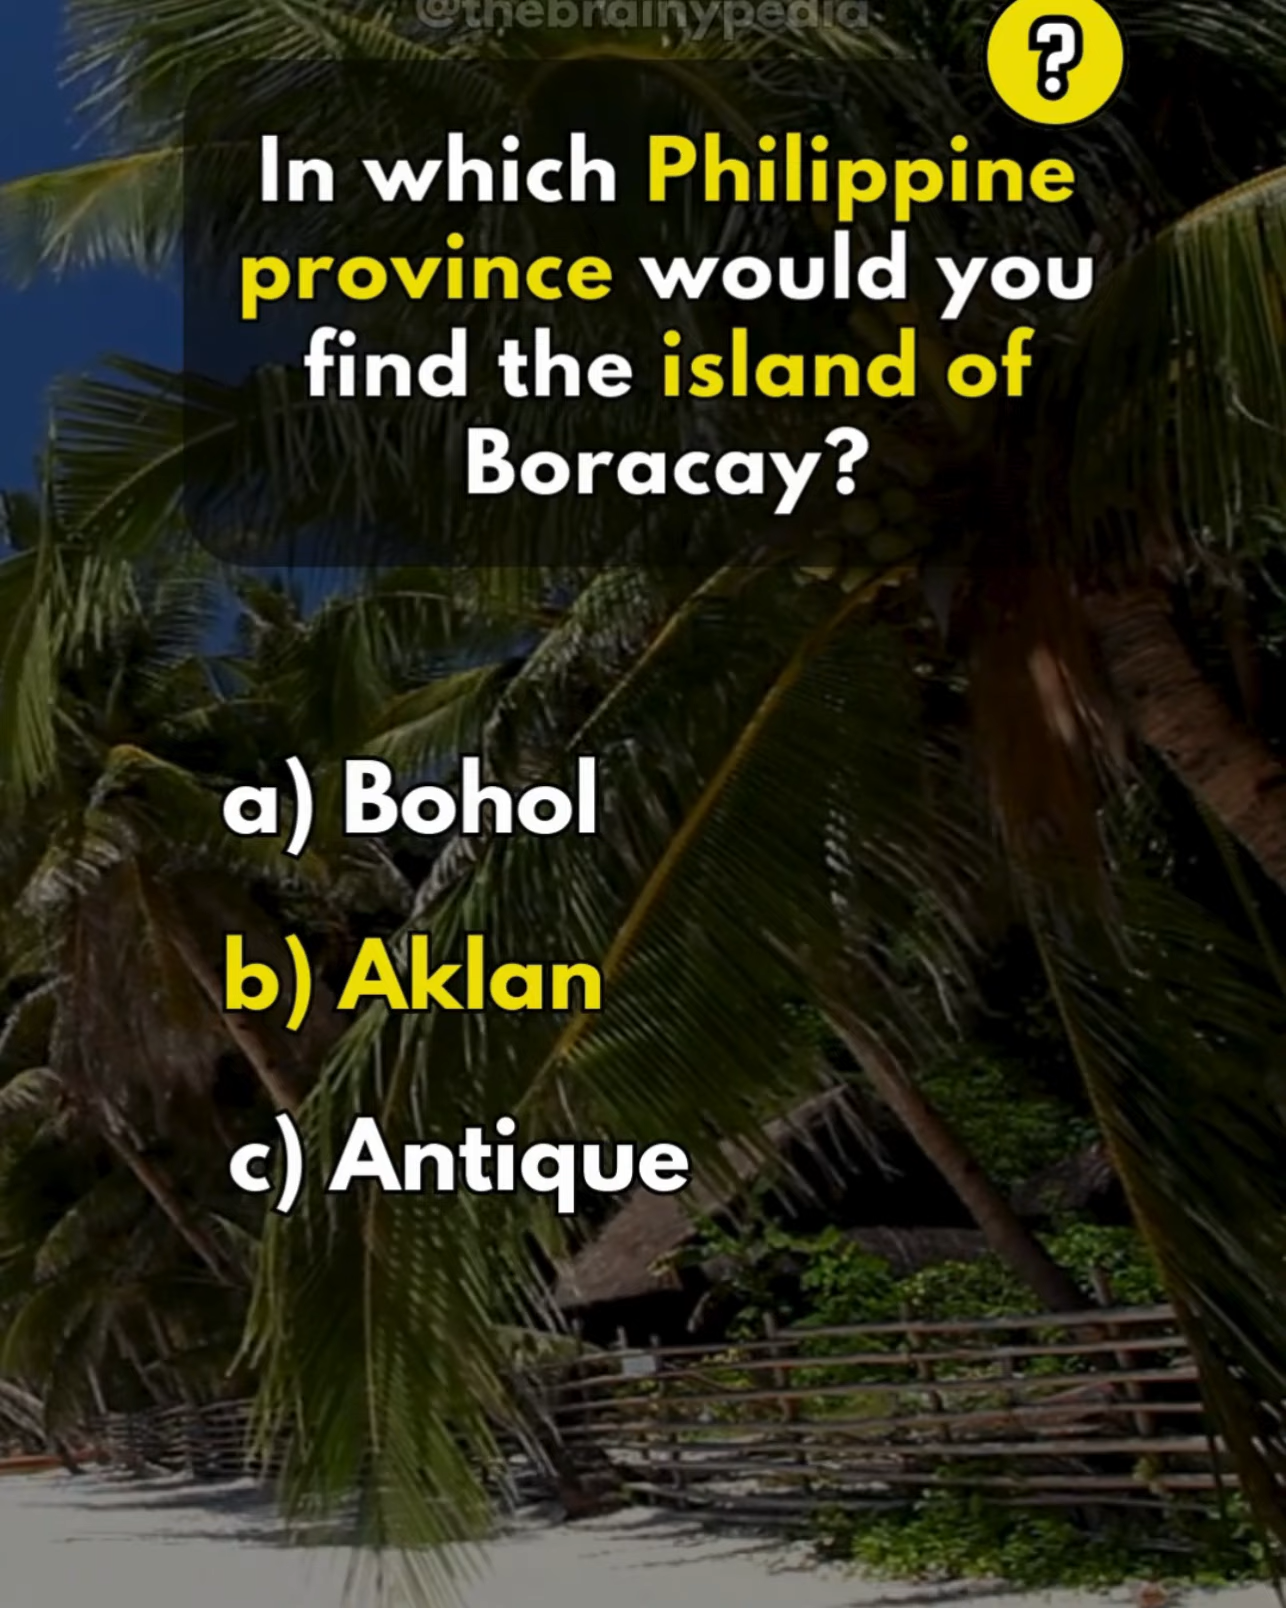 @thebrainypedia
?
In which Philippine
province would you
find the island of
Boracay?
a) Bohol
b) Aklan
c) Antique